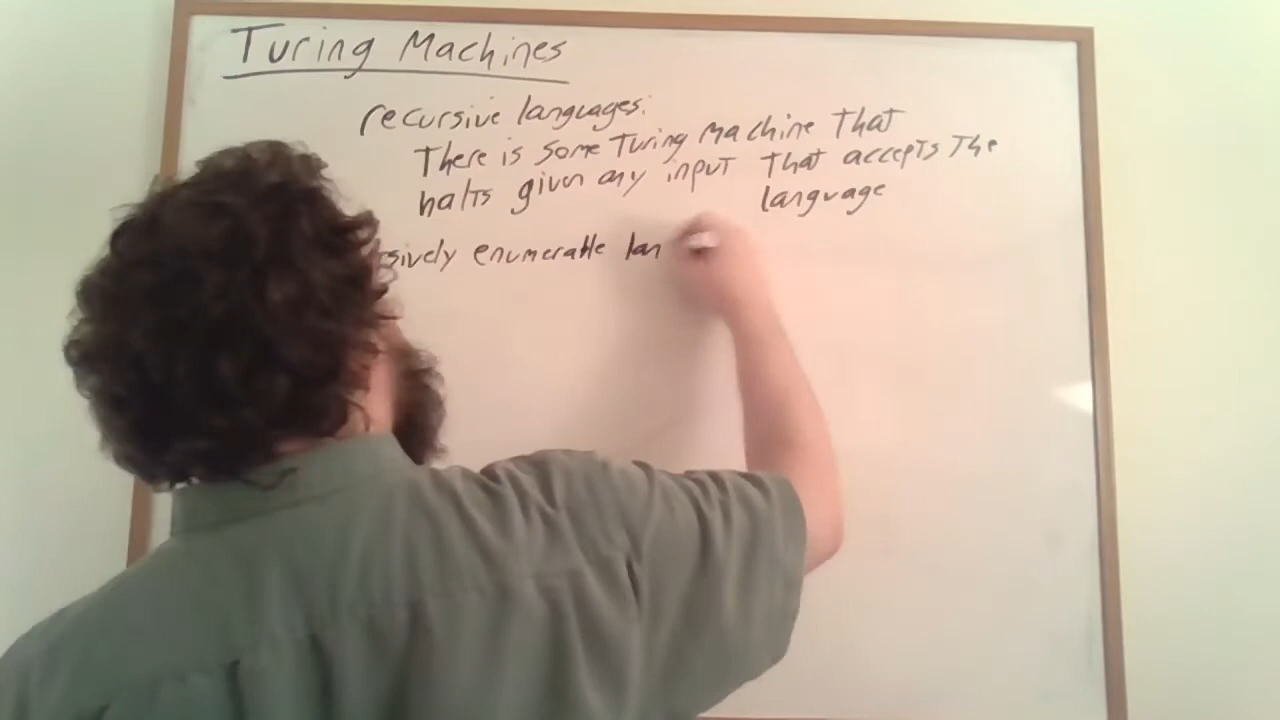 Turing Machines
recursive languages:
There is some Turing Machine that
halts given any input that accepts the
language
sively enumerable lan